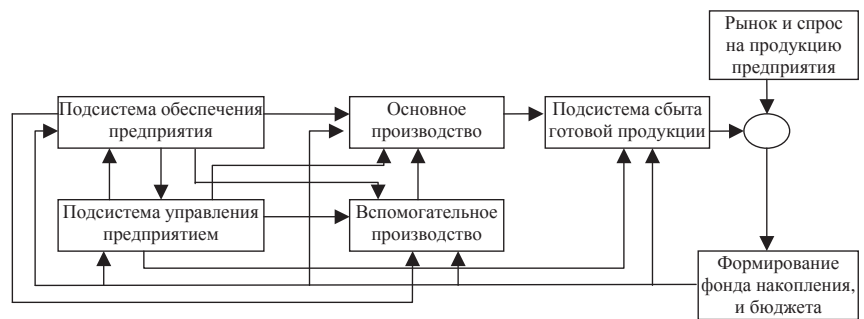 Рынок и спрос
на продукцию
предприятия
Подсистема обеспечения
предприятия
Основное
производство
Подсистема сбыта
готовой продукции
Подсистема управления
предприятием
Вспомогательное
производство
Формирование
фонда накопления,
и бюджета